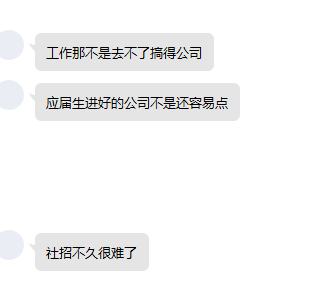 工作那不是去不了搞得公司
应届生进好的公司不是还容易点
社招不久很难了